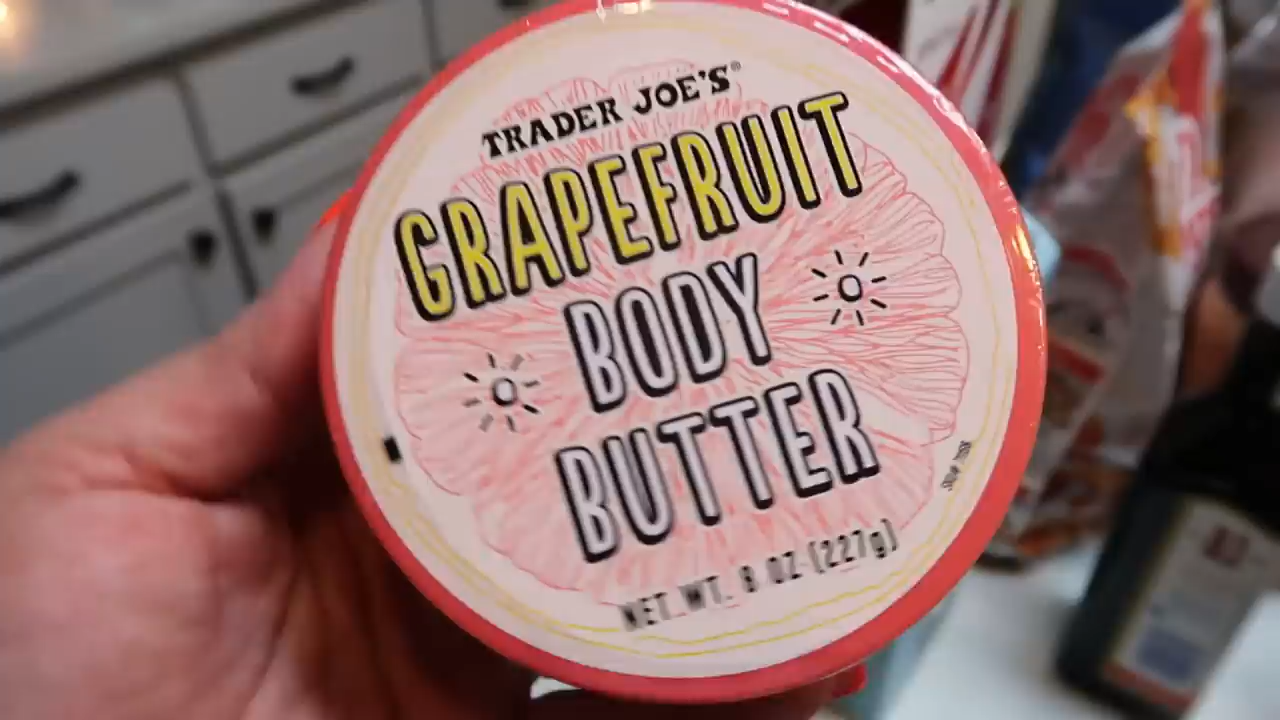 TRADER JOE'S®
GRAPEFRUIT
BODY
BUTTER
NET. WT. 8 OZ (227g)